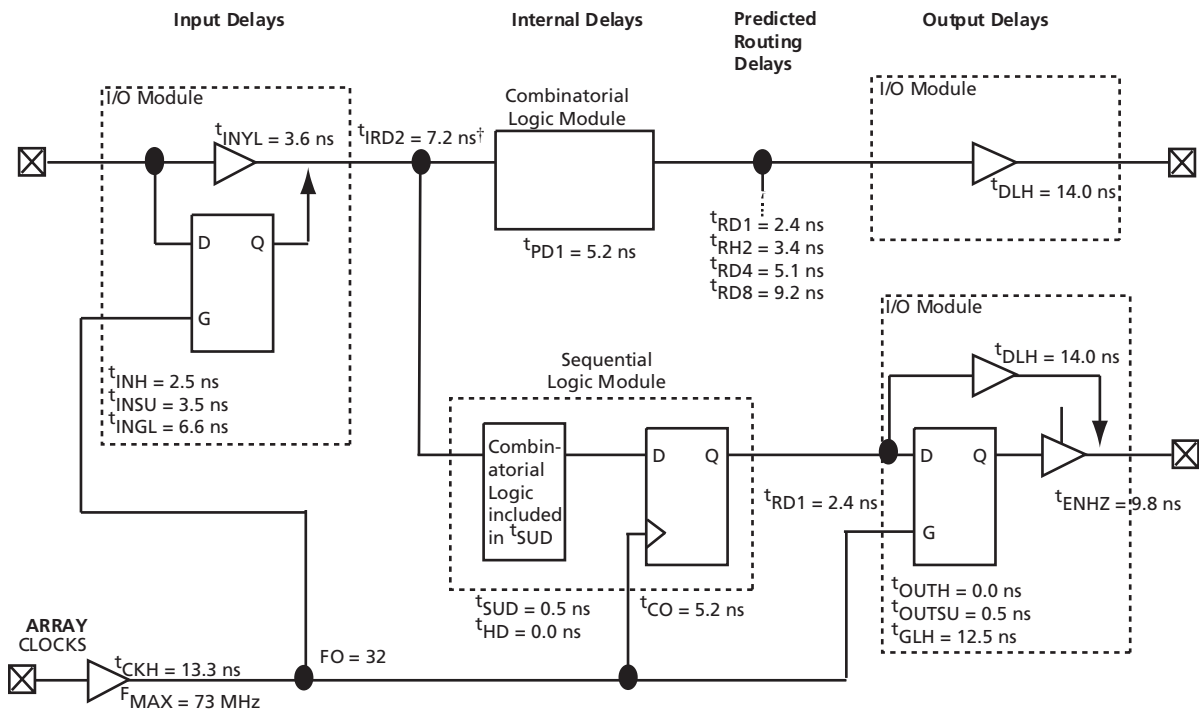 Input Delays
Internal Delays
Predicted
Routing
Delays
Output Delays
I/O Module
tINYL = 3.6 ns
tIRD2 = 7.2 ns†
Combinatorial
Logic Module
I/O Module
D Q
G
tPD1 = 5.2 ns
tRD1 = 2.4 ns
tRH2 = 3.4 ns
tRD4 = 5.1 ns
tRD8 = 9.2 ns
tDLH = 14.0 ns
tINH = 2.5 ns
tINSU = 3.5 ns
tINGL = 6.6 ns
Sequential
Logic Module
I/O Module
tDLH = 14.0 ns
Combin-
atorial
Logic
included
in tSUD
D Q
tRD1 = 2.4 ns
D Q
G
tENHZ = 9.8 ns
tSUD = 0.5 ns
tHD = 0.0 ns
tCO = 5.2 ns
tOUTH = 0.0 ns
tOUTSU = 0.5 ns
tGLH = 12.5 ns
ARRAY
CLOCKS
tCKH = 13.3 ns
FMAX = 73 MHz
FO = 32